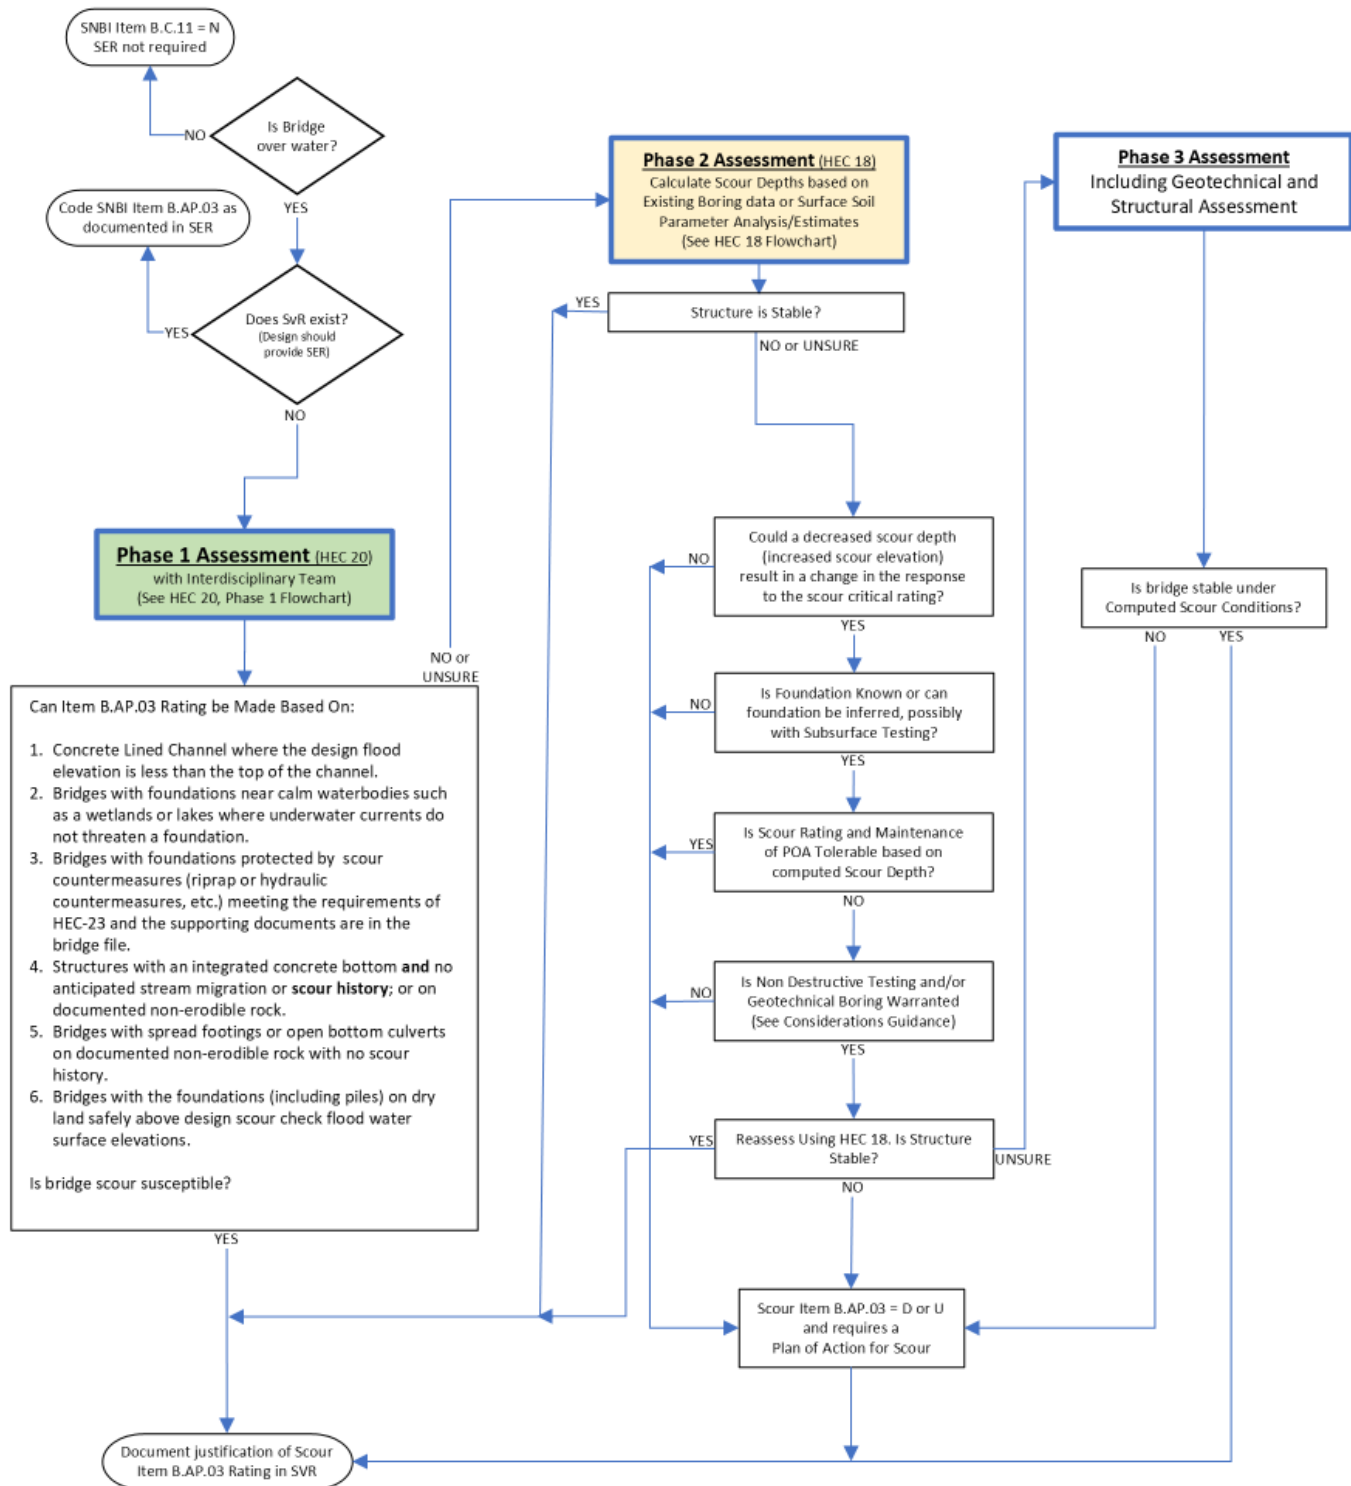 SNBI Item B.C.11 = N
SER not required
Is Bridge
over water?
NO
YES
Code SNBI Item B.AP.03 as
documented in SER
Does SvR exist?
(Design should
provide SER)
YES
NO
Phase 1 Assessment (HEC 20)
with Interdisciplinary Team
(See HEC 20, Phase 1 Flowchart)
NO or
UNSURE
Can Item B.AP.03 Rating be Made Based On:
1. Concrete Lined Channel where the design flood
elevation is less than the top of the channel.
2. Bridges with foundations near calm waterbodies such
as a wetlands or lakes where underwater currents do
not threaten a foundation.
3. Bridges with foundations protected by scour
countermeasures (riprap or hydraulic
countermeasures, etc.) meeting the requirements of
HEC-23 and the supporting documents are in the
bridge file.
4. Structures with an integrated concrete bottom and no
anticipated stream migration or scour history; or on
documented non-erodible rock.
5. Bridges with spread footings or open bottom culverts
on documented non-erodible rock with no scour
history.
6. Bridges with the foundations (including piles) on dry
land safely above design scour check flood water
surface elevations.
Is bridge scour susceptible?
YES
Document justification of Scour
Item B.AP.03 Rating in SVR
Phase 2 Assessment (HEC 18)
Calculate Scour Depths based on
Existing Boring data or Surface Soil
Parameter Analysis/Estimates
(See HEC 18 Flowchart)
YES
Structure is Stable?
NO or UNSURE
Could a decreased scour depth
(increased scour elevation)
result in a change in the response
to the scour critical rating?
NO
YES
Is Foundation Known or can
foundation be inferred, possibly
with Subsurface Testing?
NO
YES
Is Scour Rating and Maintenance
of POA Tolerable based on
computed Scour Depth?
YES
NO
Is Non Destructive Testing and/or
Geotechnical Boring Warranted
(See Considerations Guidance)
NO
YES
Reassess Using HEC 18. Is Structure
Stable?
YES
UNSURE
NO
Scour Item B.AP.03 = D or U
and requires a
Plan of Action for Scour
Phase 3 Assessment
Including Geotechnical and
Structural Assessment
Is bridge stable under
Computed Scour Conditions?
NO
YES